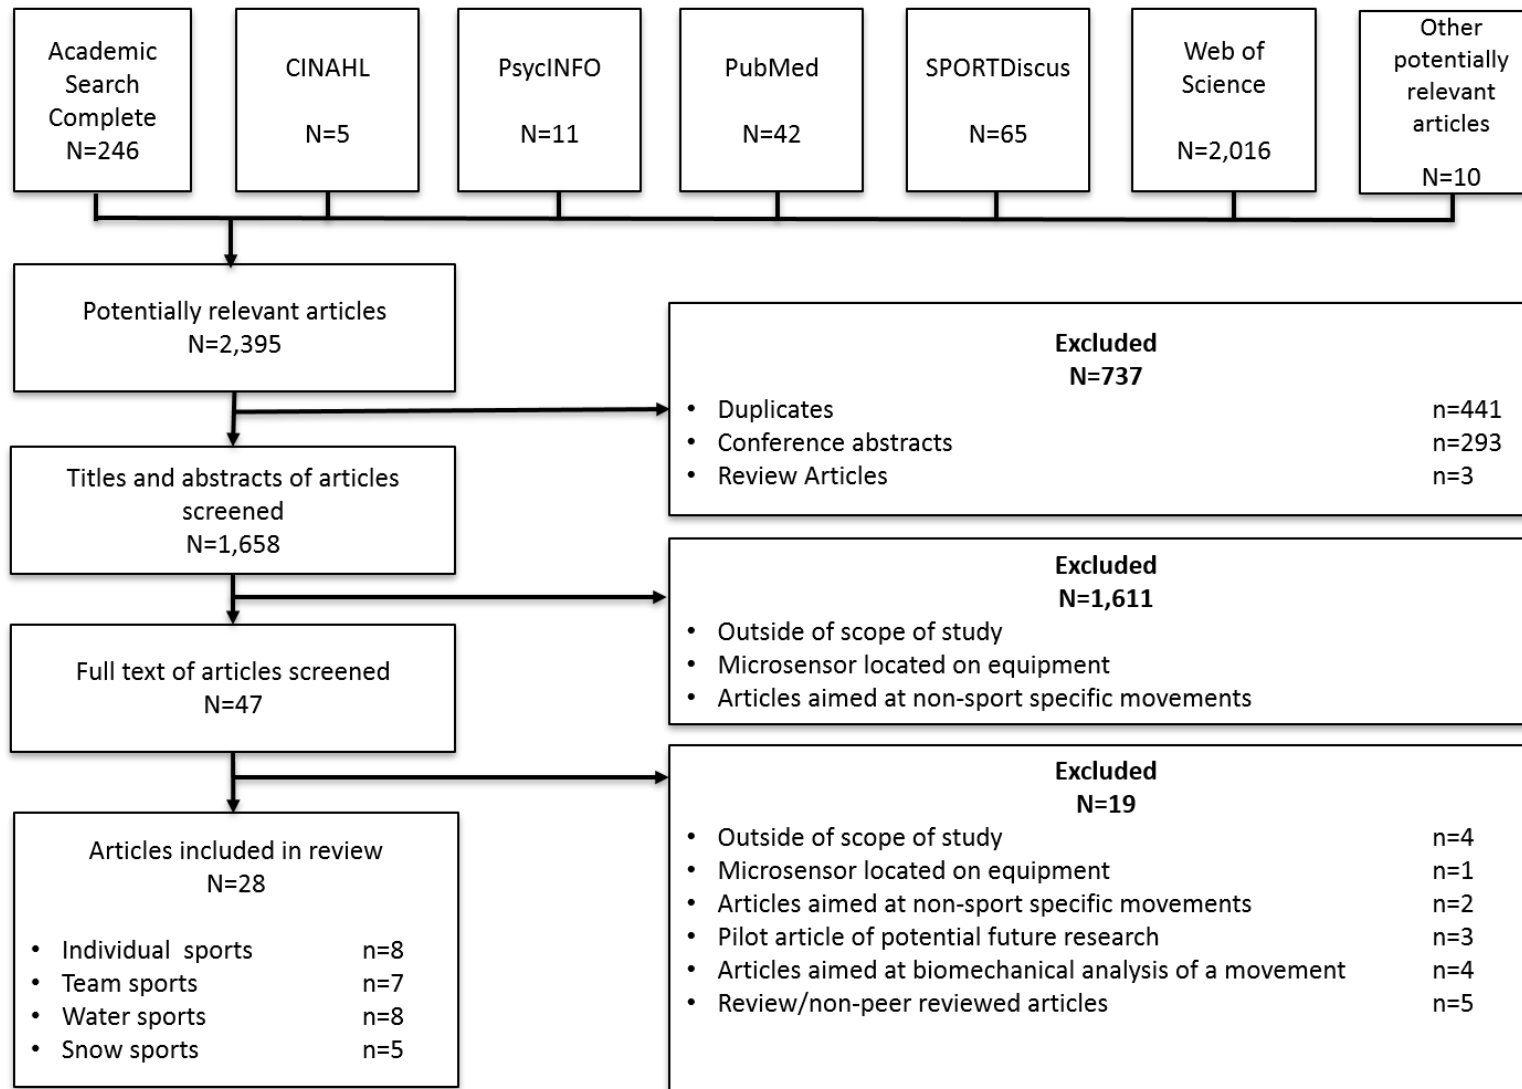 Academic
Search
Complete
N=246
CINAHL
N=5
PsycINFO
N=11
PubMed
N=42
SPORTDiscus
N=65
Web of
Science
N=2,016
Other
potentially
relevant
articles
N=10
Potentially relevant articles
N=2,395
Excluded
N=737
• Duplicates n=441
• Conference abstracts n=293
• Review Articles n=3
Titles and abstracts of articles
screened
N=1,658
Excluded
N=1,611
• Outside of scope of study
• Microsensor located on equipment
• Articles aimed at non-sport specific movements
Full text of articles screened
N=47
Excluded
N=19
• Outside of scope of study n=4
• Microsensor located on equipment n=1
• Articles aimed at non-sport specific movements n=2
• Pilot article of potential future research n=3
• Articles aimed at biomechanical analysis of a movement n=4
• Review/non-peer reviewed articles n=5
Articles included in review
N=28
• Individual sports n=8
• Team sports n=7
• Water sports n=8
• Snow sports n=5